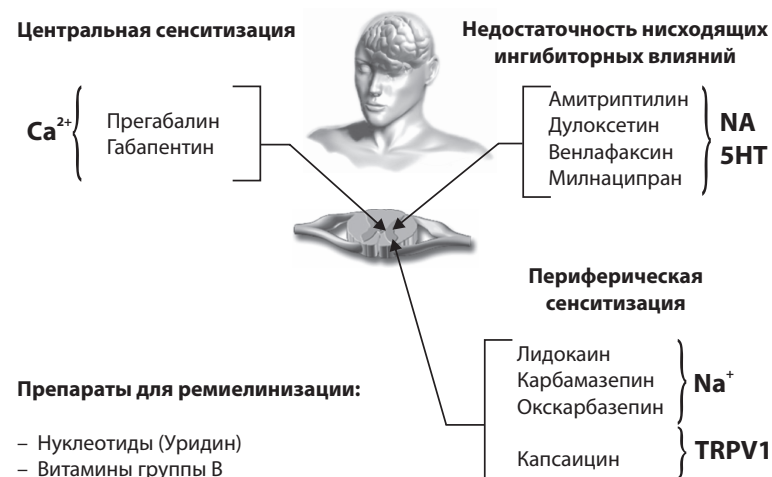 Центральная сенситизация
Ca²⁺
Прегабалин
Габапентин
Недостаточность нисходящих
ингибиторных влияний
Амитриптилин
Дулоксетин
Венлафаксин
Милнаципран
NA
5HT
Периферическая
сенситизация
Лидокаин
Карбамазепин
Окскарбазепин
Na⁺
Капсаицин
TRPV1
Препараты для ремиелинизации:
– Нуклеотиды (Уридин)
– Витамины группы В